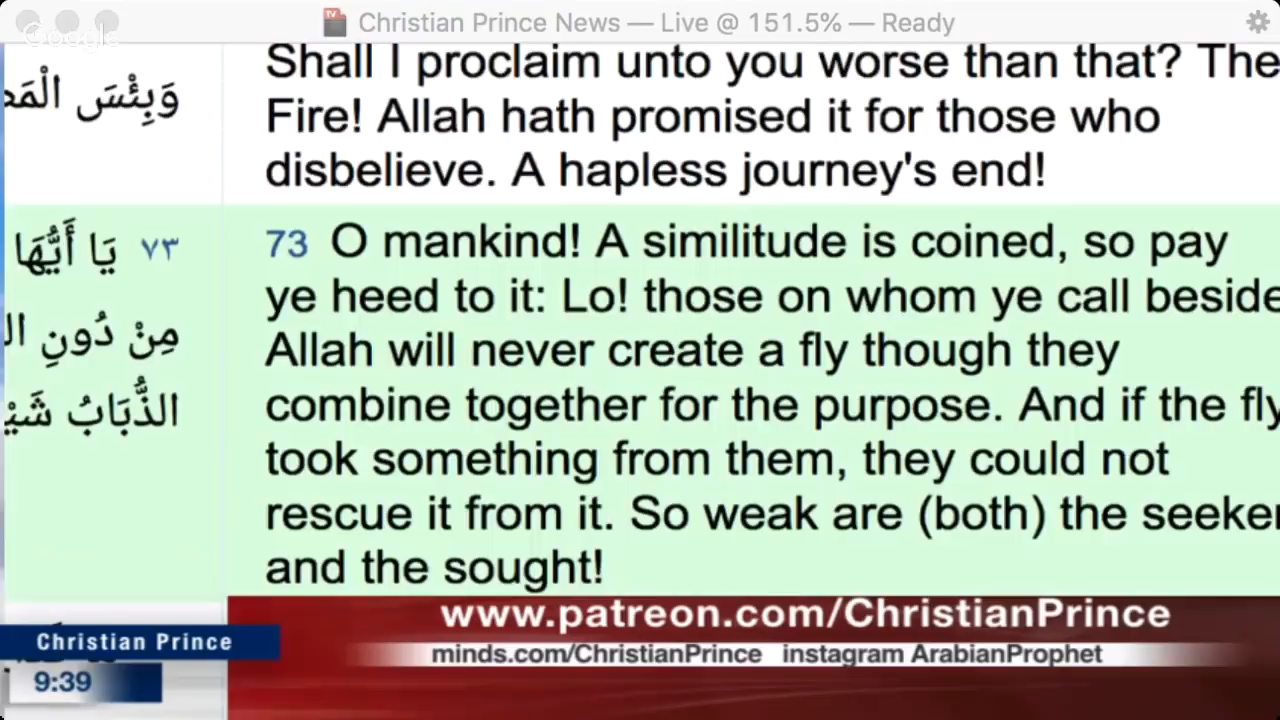 Christian Prince News — Live @ 151.5% — Ready
Google
Shall I proclaim unto you worse than that? The
Fire! Allah hath promised it for those who
disbelieve. A hapless journey's end!
وَبِئْسَ
73 O mankind! A similitude is coined, so pay
ye heed to it: Lo! those on whom ye call beside
Allah will never create a fly though they
combine together for the purpose. And if the fly
took something from them, they could not
rescue it from it. So weak are (both) the seeker
and the sought!
٧٣ يَا أَيُّهَا
مِنْ دُونِ
الذُّبَابُ
www.patreon.com/ChristianPrince
minds.com/ChristianPrince instagram ArabianProphet
Christian Prince
9:39